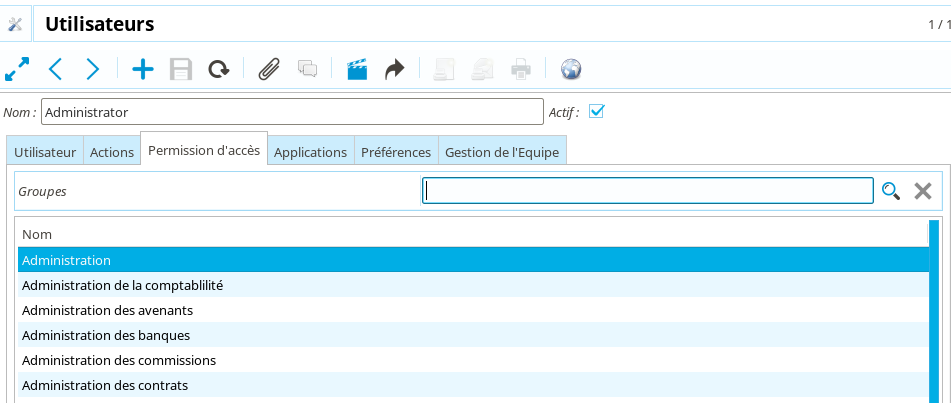 Utilisateurs
1 / 1
Nom :
Administrator
Actif :
Utilisateur
Actions
Permission d'accès
Applications
Préférences
Gestion de l'Equipe
Groupes
Nom
Administration
Administration de la comptablilité
Administration des avenants
Administration des banques
Administration des commissions
Administration des contrats